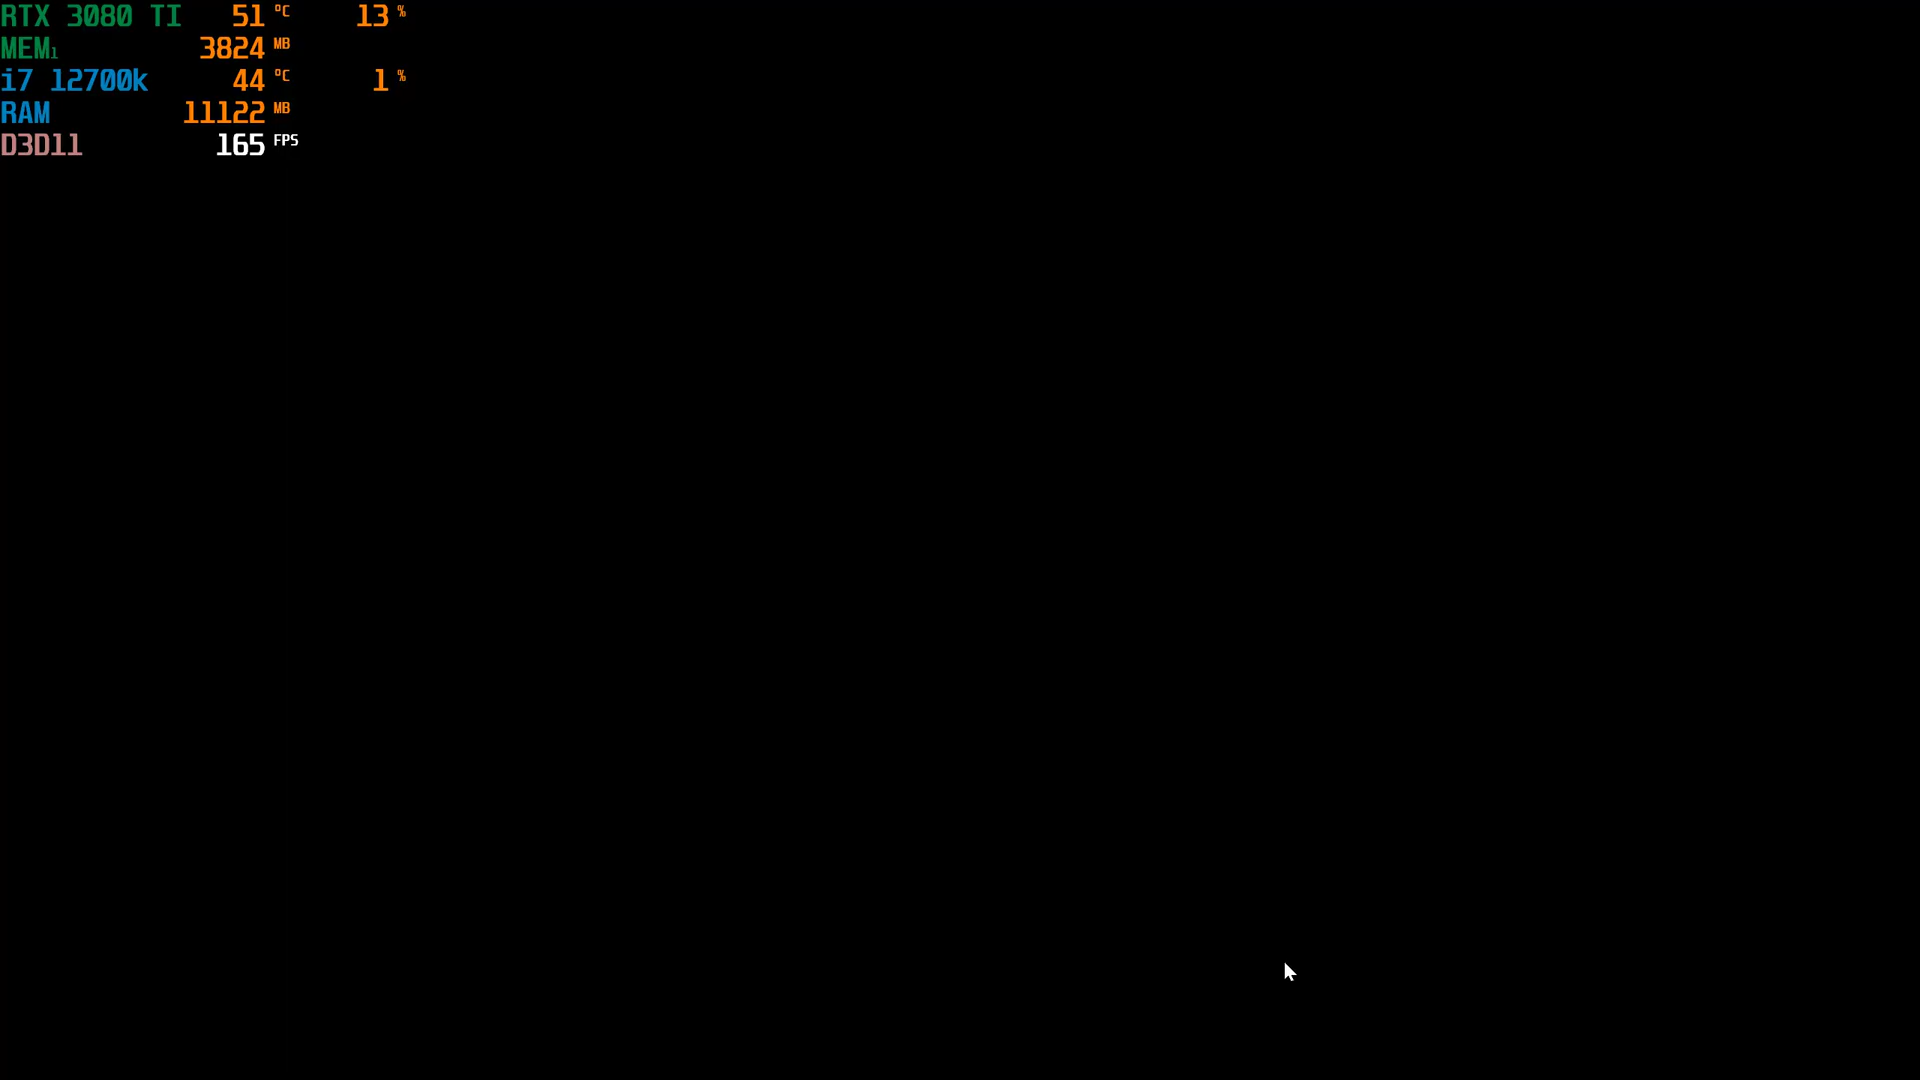 RTX 3080 TI 51 °C 13 %
MEM1 3824 MB
i7 12700k 44 °C 1 %
RAM 11122 MB
D3D11 165 FPS